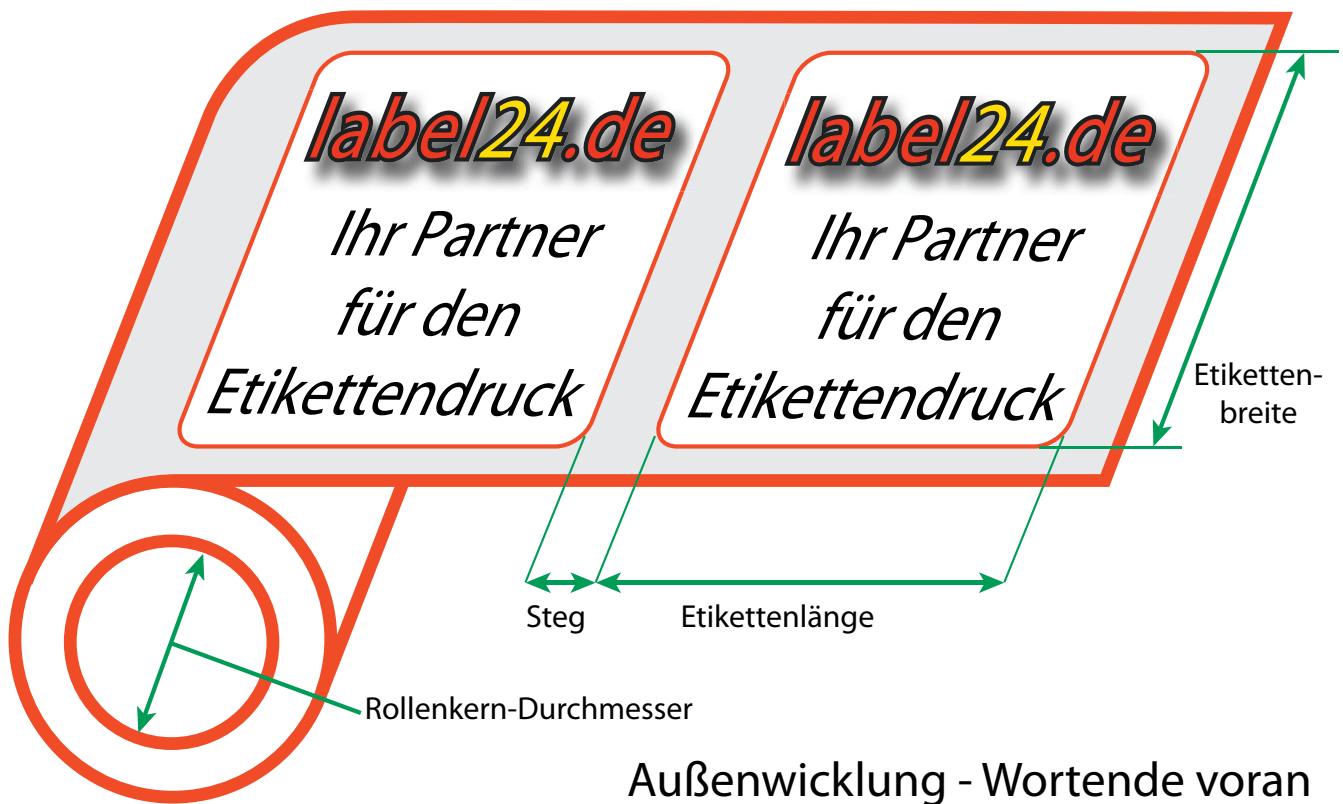 label24.de
Ihr Partner
für den
Etikettendruck
label24.de
Ihr Partner
für den
Etikettendruck
Etiketten-
breite
Steg
Etikettenlänge
Rollenkern-Durchmesser
Außenwicklung - Wortende voran